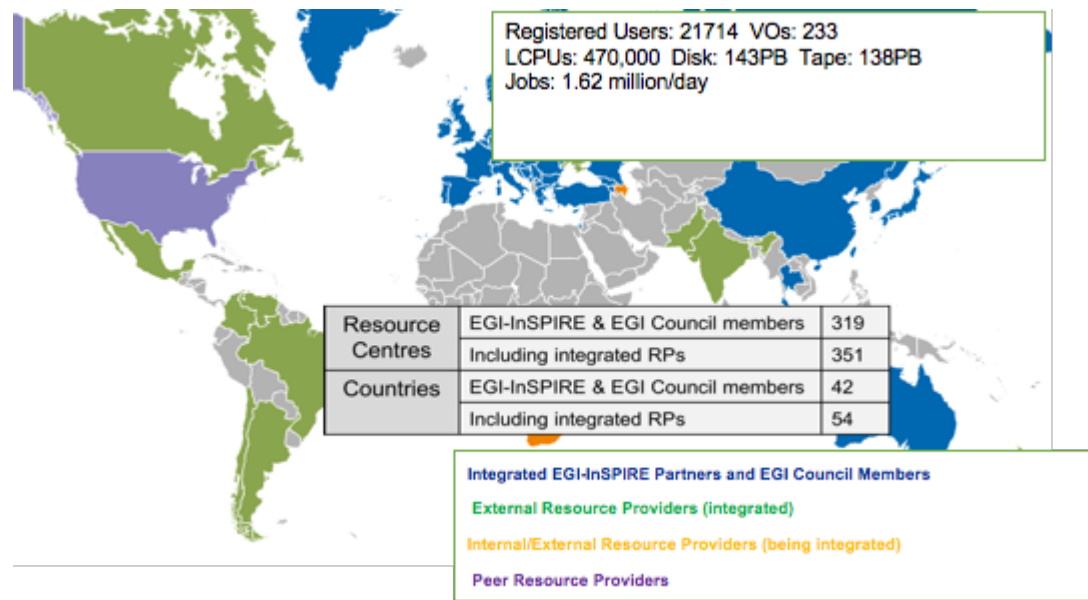 Registered Users: 21714 VOs: 233
LCPUs: 470,000 Disk: 143PB Tape: 138PB
Jobs: 1.62 million/day
Resource Centres EGI-InSPIRE & EGI Council members 319
Including integrated RPs 351
Countries EGI-InSPIRE & EGI Council members 42
Including integrated RPs 54
Integrated EGI-InSPIRE Partners and EGI Council Members
External Resource Providers (integrated)
Internal/External Resource Providers (being integrated)
Peer Resource Providers